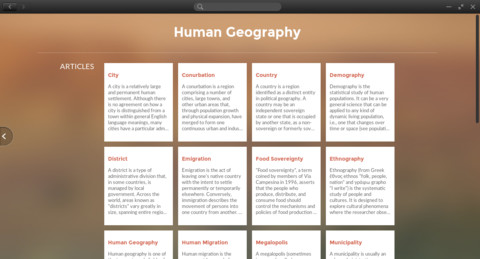 Human Geography
ARTICLES
City
A city is a relatively large
and permanent human
settlement. Although there
is no agreement on how a
city is distinguished from a
town within general English
language meanings, many
cities have a particular adm...
Conurbation
A conurbation is a region
comprising a number of
cities, large towns, and
other urban areas that,
through population growth
and physical expansion, have
merged to form one
continuous urban and indus...
Country
A country is a region
identified as a distinct entity
in political geography. A
country may be an
independent sovereign
state or one that is occupied
by another state, as a non-
sovereign or formerly sov...
Demography
Demography is the
statistical study of human
populations. It can be a very
general science that can be
applied to any kind of
dynamic living population,
i.e., one that changes over
time or space (see populati...
District
A district is a type of
administrative division that,
in some countries, is
managed by local
government. Across the
world, areas known as
"districts" vary greatly in
size, spanning entire regio...
Emigration
Emigration is the act of
leaving one's native country
with the intent to settle
permanently or temporarily
elsewhere. Conversely,
immigration describes the
movement of persons into
one country from another ...
Food Sovereignty
"Food sovereignty", a term
coined by members of Via
Campesina in 1996, asserts
that the people who
produce, distribute, and
consume food should
control the mechanisms and
policies of food production ...
Ethnography
Ethnography (from Greek
ἔθνος ethnos "folk, people,
nation" and γράφω grapho
"I write") is the systematic
study of people and
cultures. It is designed to
explore cultural phenomena
where the researcher obse...
Human Geography
Human geography is one of
Human Migration
Human migration is the
Megalopolis
A megalopolis (sometimes
Municipality
A municipality is usually an